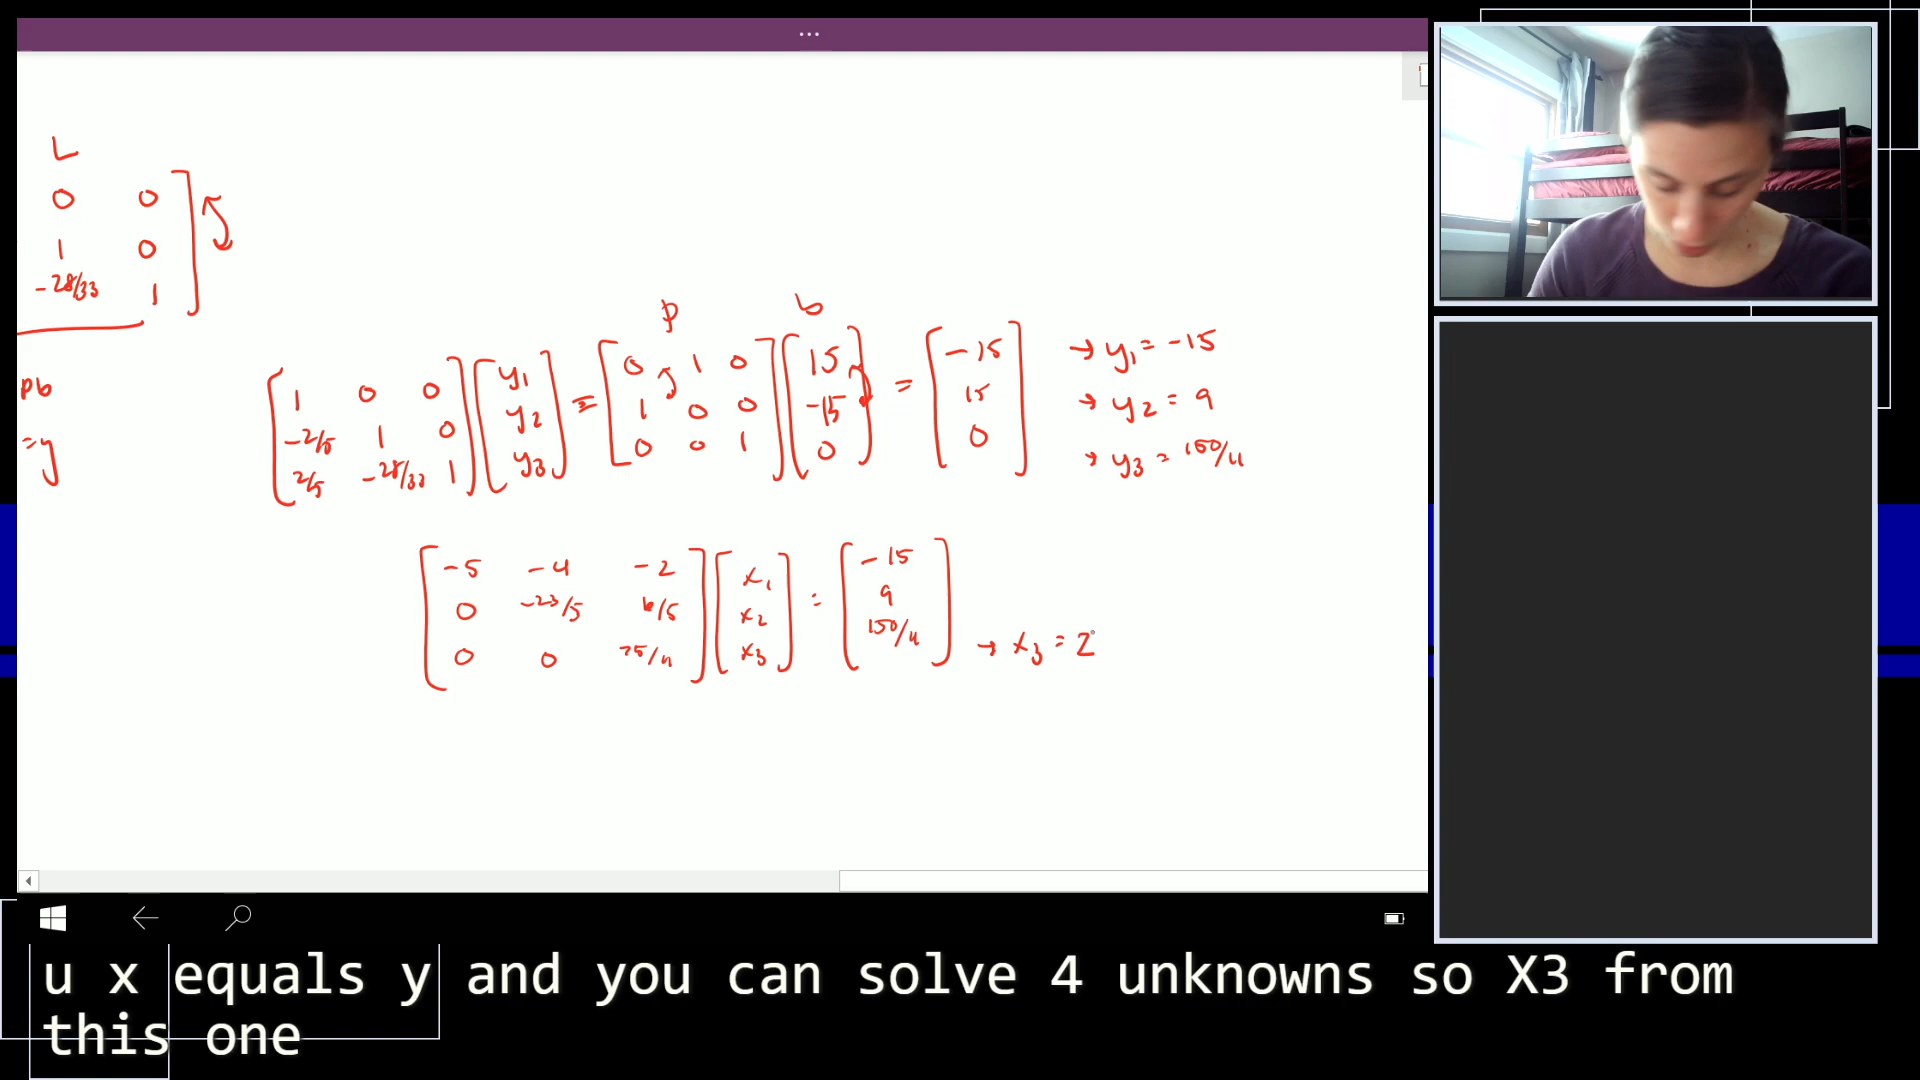 L
0 0
1 0
-28/33 1
P b
Pb
=y
1 0 0
-2/5 1 0
2/5 -28/33 1
y1
y2
y3
=
0 1 0
1 0 0
0 0 1
15
-15
0
=
-15
15
0
→ y1 = -15
→ y2 = 9
→ y3 = 150/11
-5 -4 -2
0 -23/5 6/5
0 0 75/11
x1
x2
x3
=
-15
9
150/11
→ x3 = 2
u x equals y and you can solve 4 unknowns so X3 from
this one